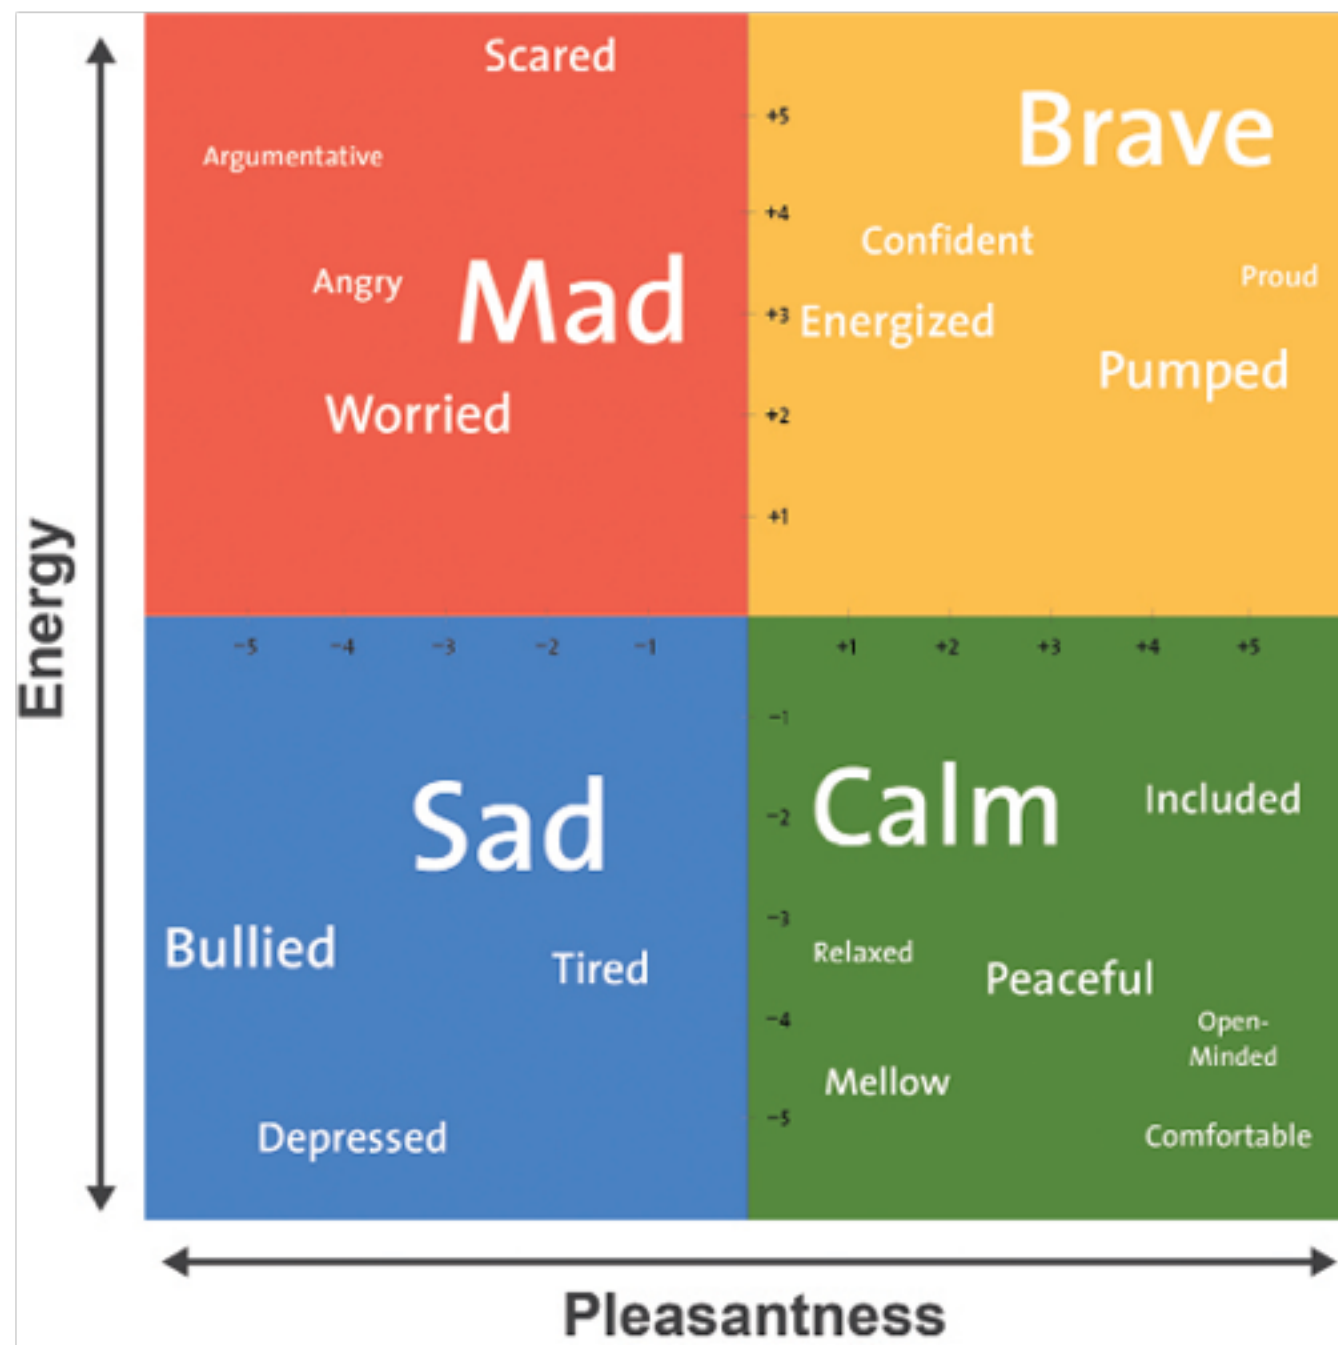 Scared
Argumentative
Angry
Mad
Worried
Brave
Confident
Proud
Energized
Pumped
+5
+4
+3
+2
+1
−5 −4 −3 −2 −1
+1 +2 +3 +4 +5
−1
−2
−3
−4
−5
Sad
Bullied
Tired
Depressed
Calm
Included
Relaxed
Peaceful
Open-
Minded
Mellow
Comfortable
Energy
Pleasantness